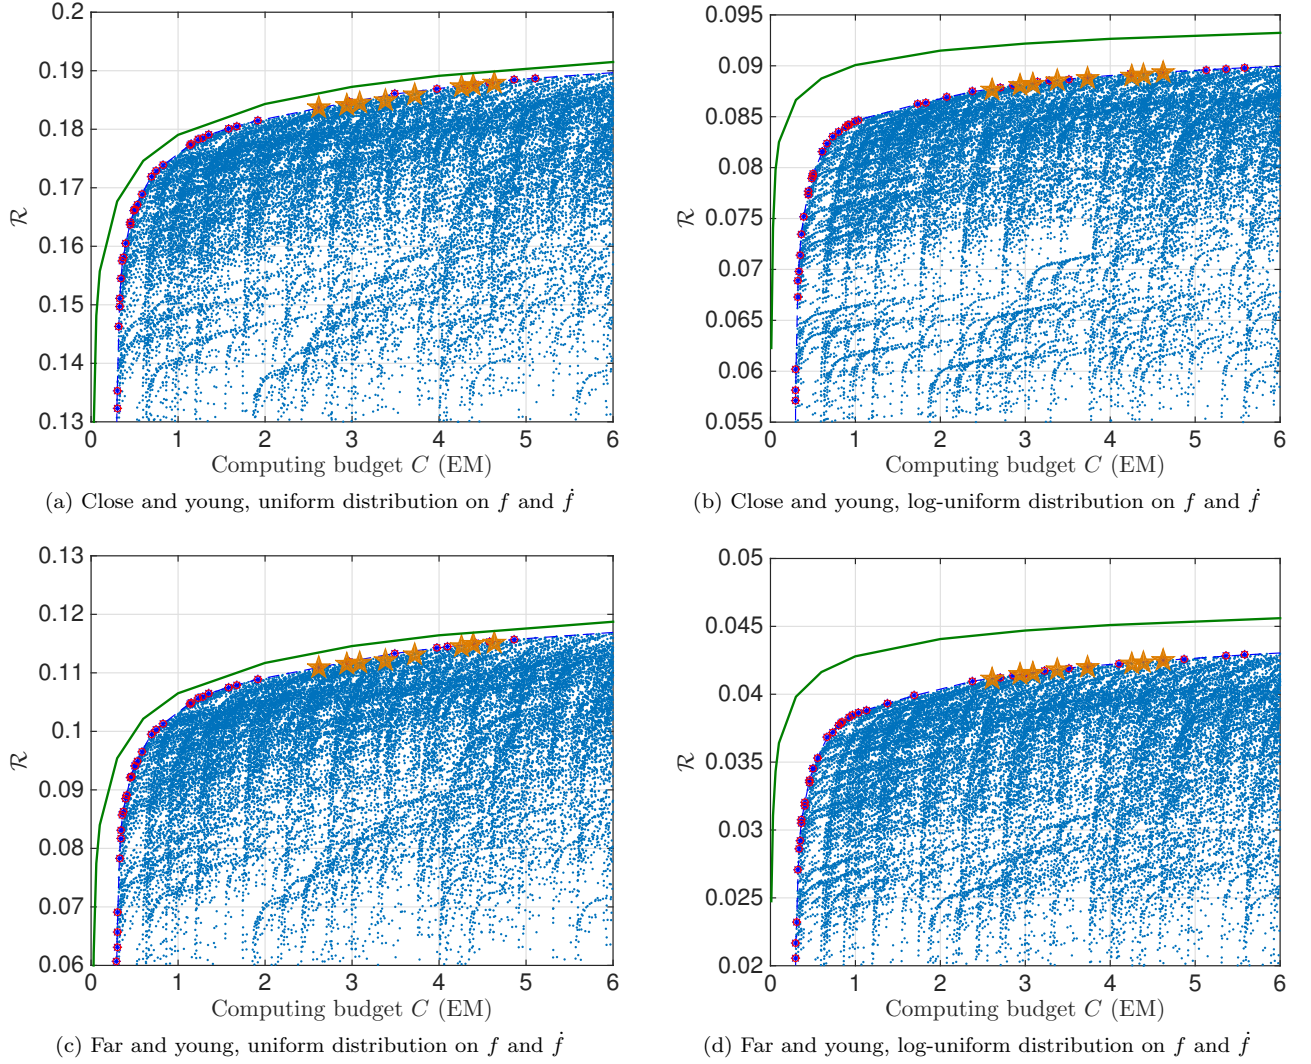 0.2
0.19
0.18
0.17
0.16
0.15
0.14
0.13
ℛ
0 1 2 3 4 5 6
Computing budget C (EM)
(a) Close and young, uniform distribution on f and ḟ
0.095
0.09
0.085
0.08
0.075
0.07
0.065
0.06
0.055
ℛ
0 1 2 3 4 5 6
Computing budget C (EM)
(b) Close and young, log-uniform distribution on f and ḟ
0.13
0.12
0.11
0.1
0.09
0.08
0.07
0.06
ℛ
0 1 2 3 4 5 6
Computing budget C (EM)
(c) Far and young, uniform distribution on f and ḟ
0.05
0.045
0.04
0.035
0.03
0.025
0.02
ℛ
0 1 2 3 4 5 6
Computing budget C (EM)
(d) Far and young, log-uniform distribution on f and ḟ